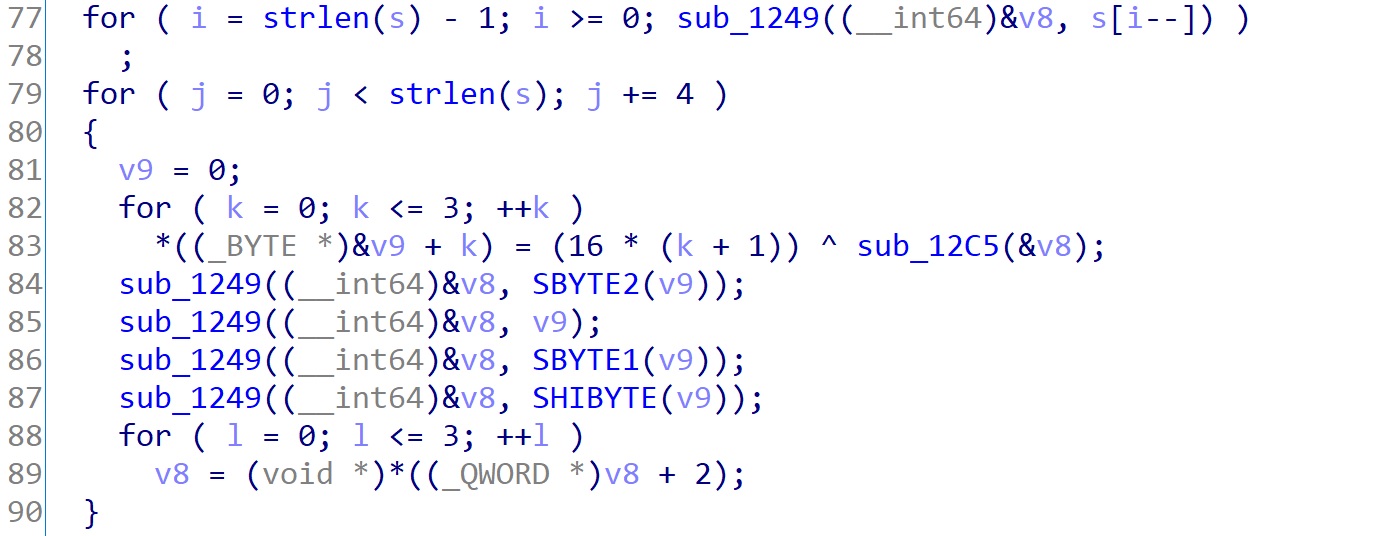 77 for ( i = strlen(s) - 1; i >= 0; sub_1249((__int64)&v8, s[i--]) )
78 ;
79 for ( j = 0; j < strlen(s); j += 4 )
80 {
81 v9 = 0;
82 for ( k = 0; k <= 3; ++k )
83 *((_BYTE *)&v9 + k) = (16 * (k + 1)) ^ sub_12C5(&v8);
84 sub_1249((__int64)&v8, SBYTE2(v9));
85 sub_1249((__int64)&v8, v9);
86 sub_1249((__int64)&v8, SBYTE1(v9));
87 sub_1249((__int64)&v8, SHIBYTE(v9));
88 for ( l = 0; l <= 3; ++l )
89 v8 = (void *)*((_QWORD *)v8 + 2);
90 }